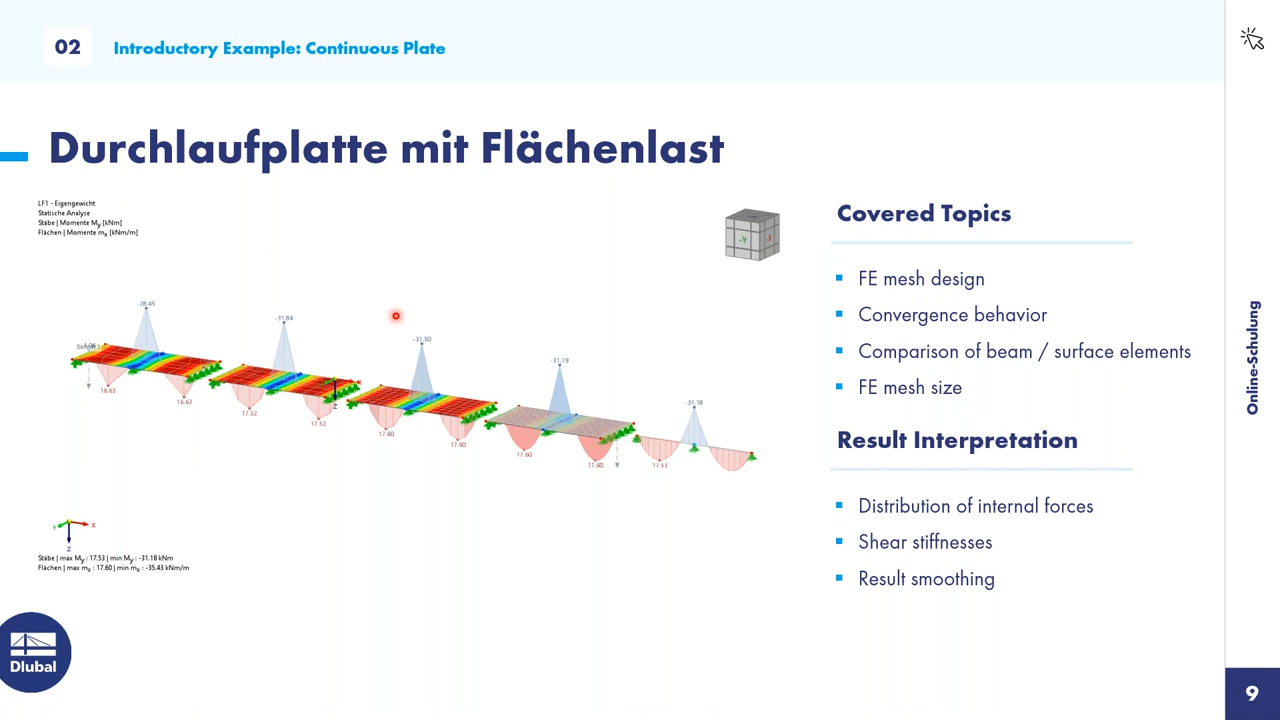 02
Introductory Example: Continuous Plate
Durchlaufplatte mit Flächenlast
LF1 - Eigengewicht
Statische Analyse
Stäbe | Momente My [kNm]
Flächen | Momente mx [kNm/m]
-Y
-28.45
-31.84
-31.50
-31.19
-31.18
16.63
16.63
17.52
17.52
17.60
17.60
17.60
17.60
17.53
Z
Y
X
Z
Stäbe | max My : 17.53 | min My : -31.18 kNm
Flächen | max mx : 17.60 | min mx : -35.43 kNm/m
Dlubal
Covered Topics
FE mesh design
Convergence behavior
Comparison of beam / surface elements
FE mesh size
Result Interpretation
Distribution of internal forces
Shear stiffnesses
Result smoothing
Online-Schulung
9